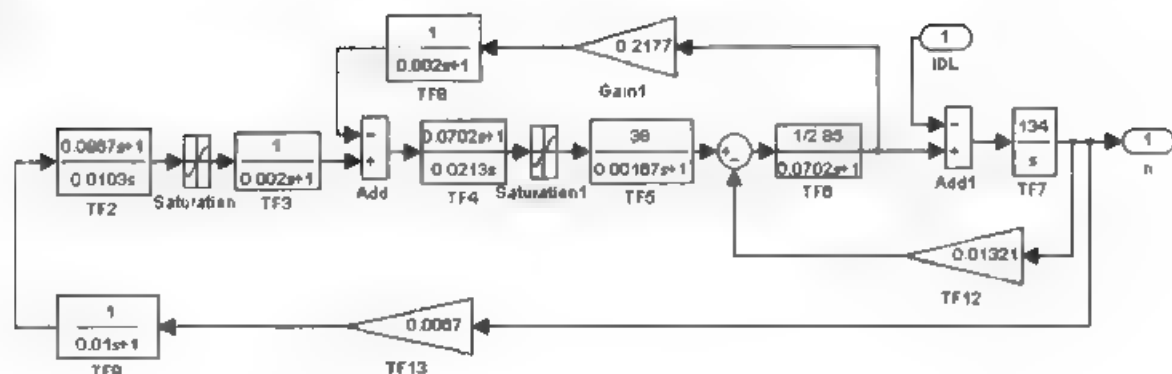 1
0.002s+1
TF8
0.2177
Gain1
1
IDL
0.0867s+1
0.0103s
TF2
Saturation
1
0.002s+1
TF3
Add
0.0702s+1
0.0213s
TF4
Saturation1
38
0.00167s+1
TF5
1/2.85
0.0702s+1
TF6
Add1
134
s
TF7
1
n
0.01321
TF12
1
0.01s+1
TF9
0.0067
TF13